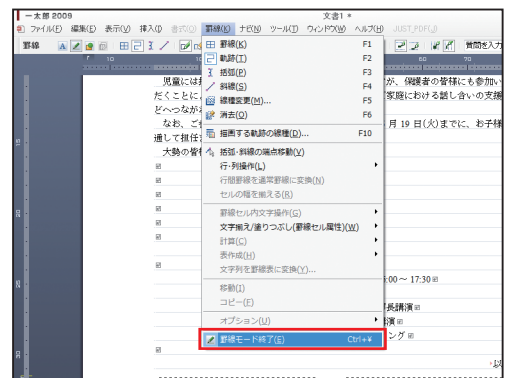 一太郎 2009
文書1 *
ファイル(F) 編集(E) 表示(V) 挿入(I) 書式(O) 罫線(K) ナビ(N) ツール(T) ウィンドウ(W) ヘルプ(H) JUST_PDF(J)
罫線
質問を入力
罫線(K) F1
軌跡(T) F2
括弧(P) F3
斜線(S) F4
線種変更(M)... F5
消去(O) F6
描画する軌跡の線種(D)... F10
括弧・斜線の端点移動(V)
行・列操作(L)
行間罫線を通常罫線に変換(N)
セルの幅を揃える(R)
罫線セル内文字操作(G)
文字揃え/塗りつぶし(罫線セル属性)(W)
計算(C)
表作成(H)
文字列を罫線表に変換(Y)...
移動(I)
コピー(F)
オプション(U)
罫線モード終了(E) Ctrl+¥
児童には
が、保護者の皆様にも参加い
だくことに
家庭における話し合いの支援
どへつなが
なお、ご
月 19 日(火)までに、お子様
通して担任
大勢の皆
:00～ 17:30
長講演
講演
ング